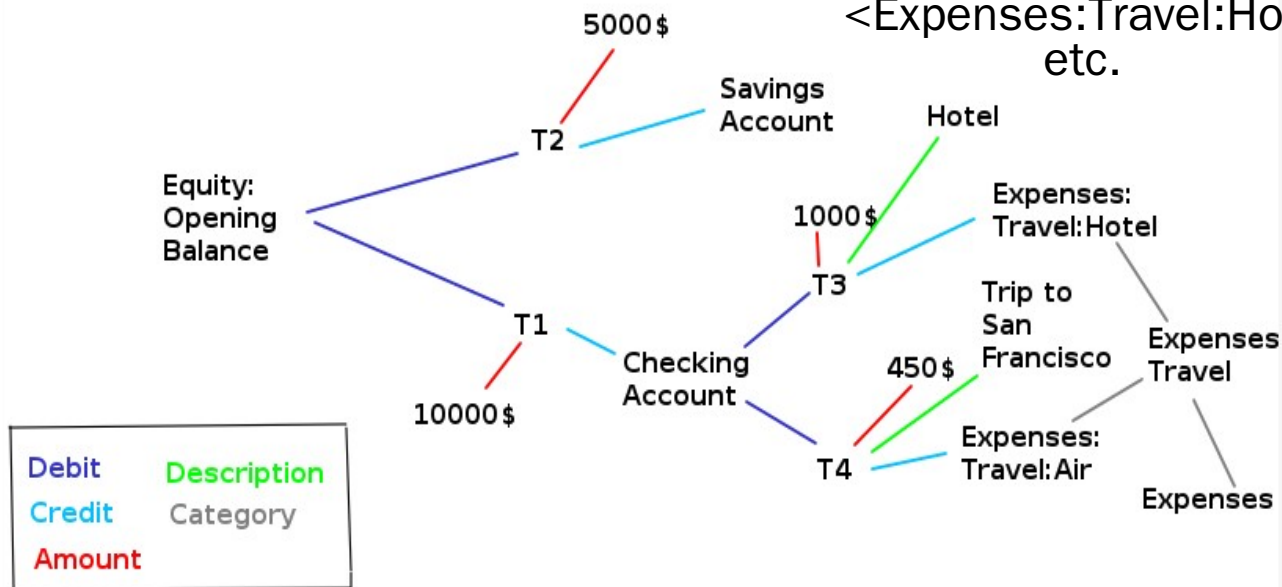 <Expenses:Travel:Ho
etc.
5000$
Savings
Account
T2
Hotel
Equity:
Opening
Balance
1000$
Expenses:
Travel:Hotel
T3
Trip to
San
Francisco
T1
Checking
Account
450$
Expenses
Travel
10000$
T4
Expenses:
Travel:Air
Expenses
Debit
Description
Credit
Category
Amount